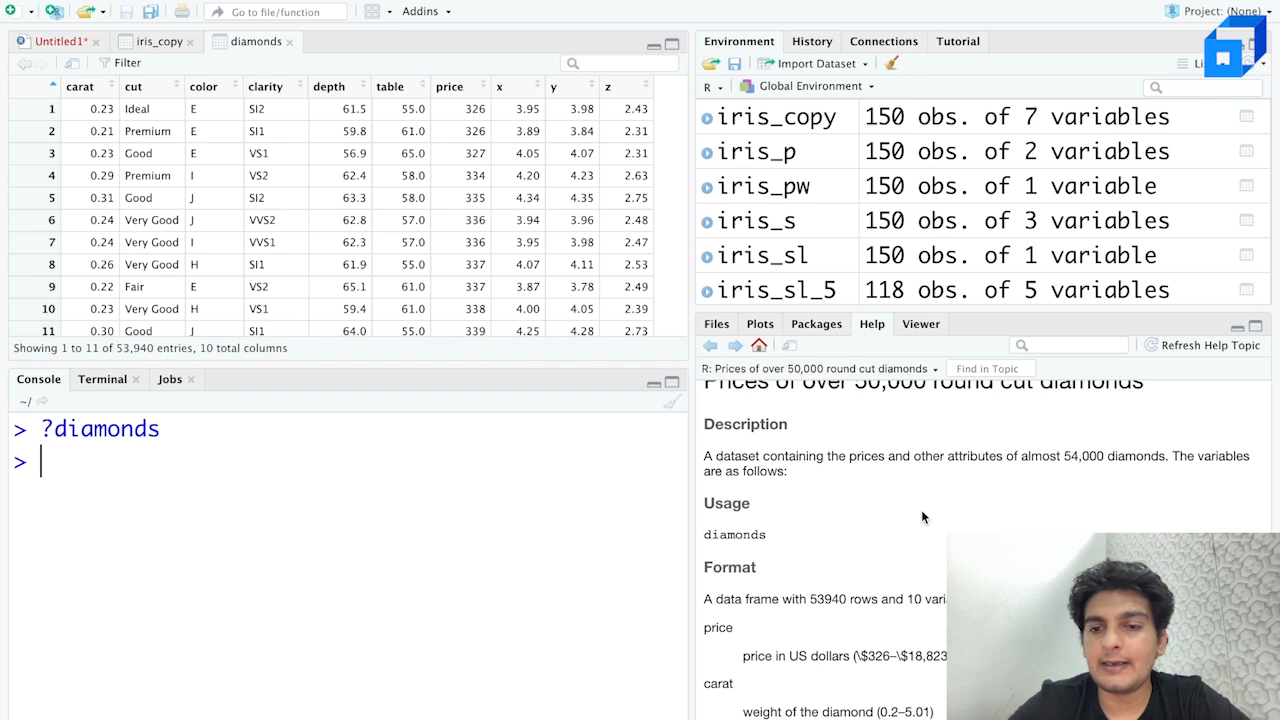 Go to file/function
Addins
Project: (None)
Untitled1*
iris_copy
diamonds
Filter
carat cut color clarity depth table price x y z
1 0.23 Ideal E SI2 61.5 55.0 326 3.95 3.98 2.43
2 0.21 Premium E SI1 59.8 61.0 326 3.89 3.84 2.31
3 0.23 Good E VS1 56.9 65.0 327 4.05 4.07 2.31
4 0.29 Premium I VS2 62.4 58.0 334 4.20 4.23 2.63
5 0.31 Good J SI2 63.3 58.0 335 4.34 4.35 2.75
6 0.24 Very Good J VVS2 62.8 57.0 336 3.94 3.96 2.48
7 0.24 Very Good I VVS1 62.3 57.0 336 3.95 3.98 2.47
8 0.26 Very Good H SI1 61.9 55.0 337 4.07 4.11 2.53
9 0.22 Fair E VS2 65.1 61.0 337 3.87 3.78 2.49
10 0.23 Very Good H VS1 59.4 61.0 338 4.00 4.05 2.39
11 0.30 Good J SI1 64.0 55.0 339 4.25 4.28 2.73
Showing 1 to 11 of 53,940 entries, 10 total columns
Console Terminal Jobs
~/
> ?diamonds
>
Environment History Connections Tutorial
Import Dataset
R Global Environment
iris_copy 150 obs. of 7 variables
iris_p 150 obs. of 2 variables
iris_pw 150 obs. of 1 variable
iris_s 150 obs. of 3 variables
iris_sl 150 obs. of 1 variable
iris_sl_5 118 obs. of 5 variables
Files Plots Packages Help Viewer
Refresh Help Topic
R: Prices of over 50,000 round cut diamonds
Find in Topic
Prices of over 50,000 round cut diamonds
Description
A dataset containing the prices and other attributes of almost 54,000 diamonds. The variables
are as follows:
Usage
diamonds
Format
A data frame with 53940 rows and 10 vari
price
price in US dollars (\$326–\$18,823
carat
weight of the diamond (0.2–5.01)